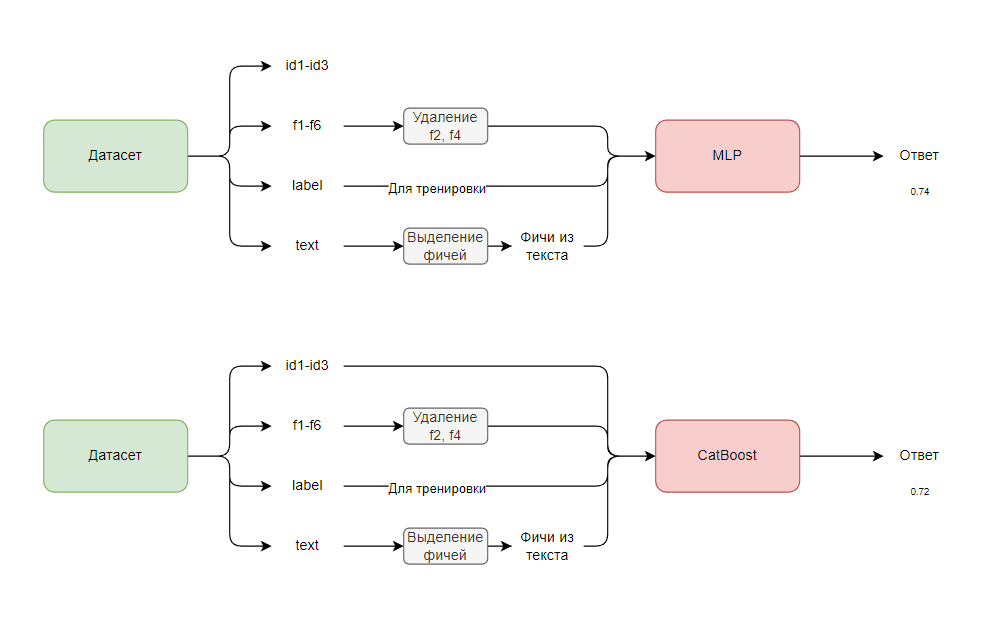 id1-id3
f1-f6
Удаление
f2, f4
Датасет
MLP
Ответ
label
Для тренировки
0.74
text
Выделение
фичей
Фичи из
текста
id1-id3
f1-f6
Удаление
f2, f4
Датасет
CatBoost
Ответ
label
Для тренировки
0.72
text
Выделение
фичей
Фичи из
текста